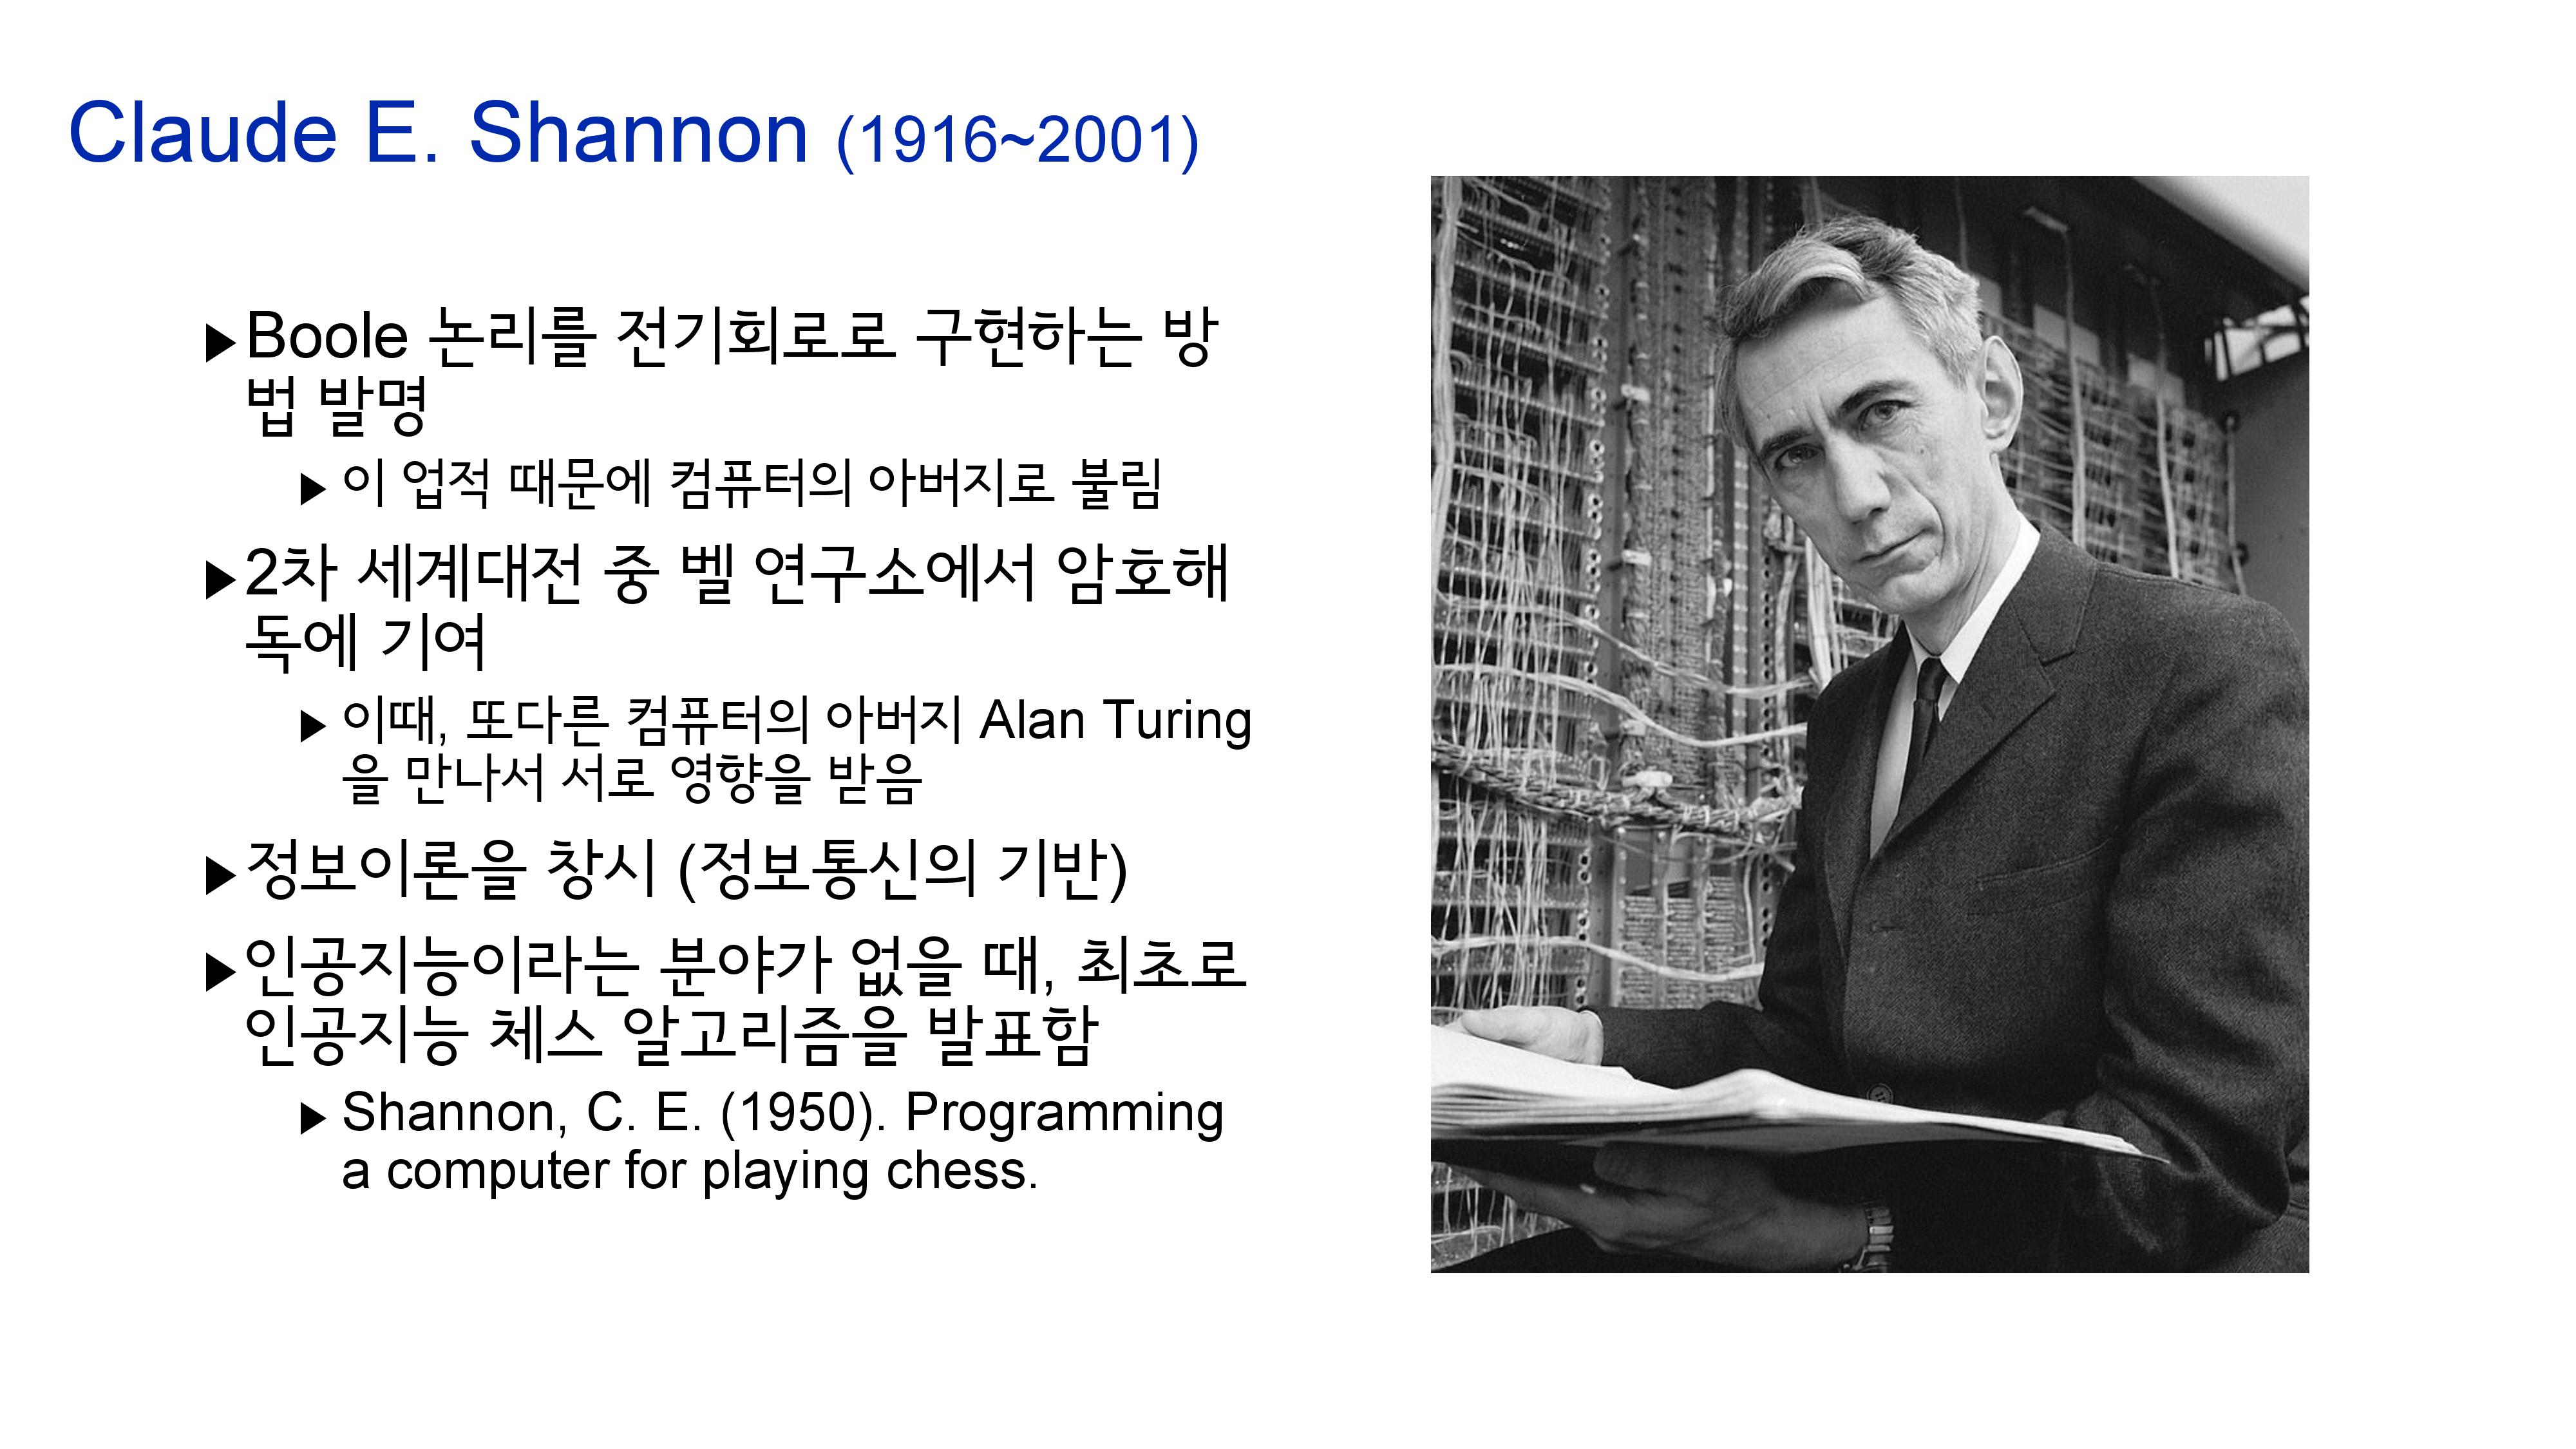 Claude E. Shannon (1916~2001)
▶Boole 논리를 전기회로로 구현하는 방
법 발명
▶ 이 업적 때문에 컴퓨터의 아버지로 불림
▶2차 세계대전 중 벨 연구소에서 암호해
독에 기여
▶ 이때, 또다른 컴퓨터의 아버지 Alan Turing
을 만나서 서로 영향을 받음
▶정보이론을 창시 (정보통신의 기반)
▶인공지능이라는 분야가 없을 때, 최초로
인공지능 체스 알고리즘을 발표함
▶ Shannon, C. E. (1950). Programming
a computer for playing chess.